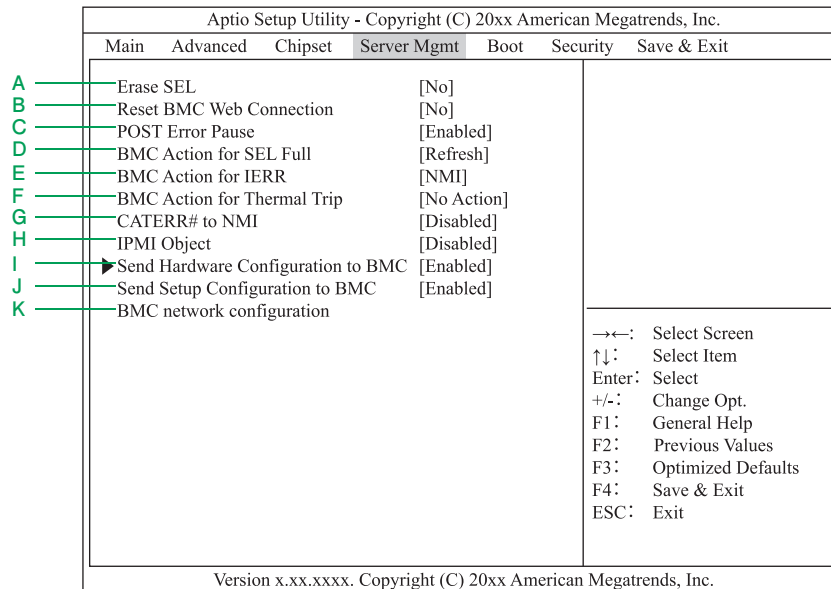 Aptio Setup Utility - Copyright (C) 20xx American Megatrends, Inc.
Main Advanced Chipset Server Mgmt Boot Security Save & Exit
A Erase SEL [No]
B Reset BMC Web Connection [No]
C POST Error Pause [Enabled]
D BMC Action for SEL Full [Refresh]
E BMC Action for IERR [NMI]
F BMC Action for Thermal Trip [No Action]
G CATERR# to NMI [Disabled]
H IPMI Object [Disabled]
I ▶Send Hardware Configuration to BMC [Enabled]
J Send Setup Configuration to BMC [Enabled]
K BMC network configuration
→←: Select Screen
↑↓: Select Item
Enter: Select
+/-: Change Opt.
F1: General Help
F2: Previous Values
F3: Optimized Defaults
F4: Save & Exit
ESC: Exit
Version x.xx.xxxx. Copyright (C) 20xx American Megatrends, Inc.